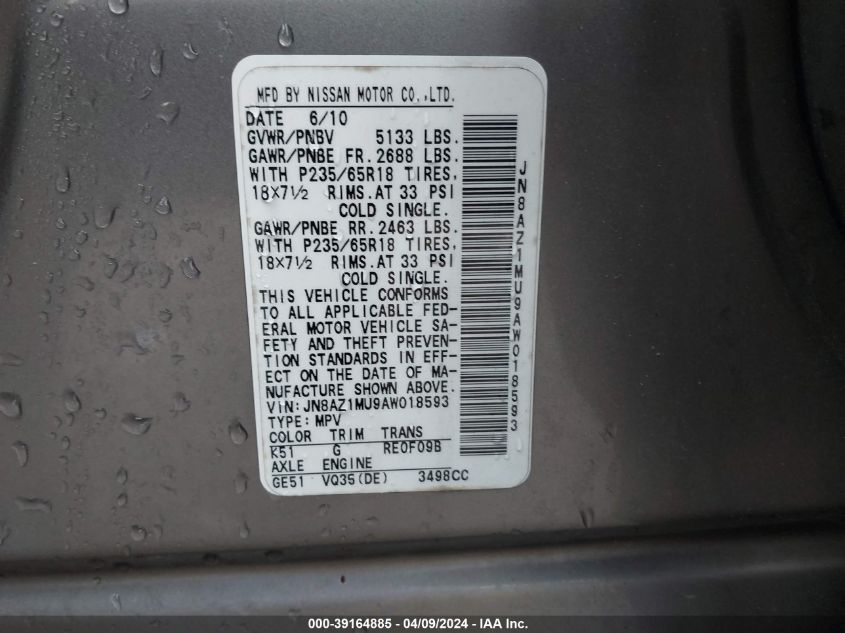 MFD BY NISSAN MOTOR CO.,LTD.
DATE 6/10
GVWR/PNBV 5133 LBS.
GAWR/PNBE FR.2688 LBS.
WITH P235/65R18 TIRES,
18X7½ RIMS.AT 33 PSI
COLD SINGLE.
GAWR/PNBE RR.2463 LBS.
WITH P235/65R18 TIRES,
18X7½ RIMS.AT 33 PSI
COLD SINGLE.
THIS VEHICLE CONFORMS
TO ALL APPLICABLE FED-
ERAL MOTOR VEHICLE SA-
FETY AND THEFT PREVEN-
TION STANDARDS IN EFF-
ECT ON THE DATE OF MA-
NUFACTURE SHOWN ABOVE.
VIN:JN8AZ1MU9AW018593
TYPE:MPV
COLOR TRIM TRANS
K51 G RE0F09B
AXLE ENGINE
GE51 VQ35(DE) 3498CC
JN8AZ1MU9AW018593
000-39164885 - 04/09/2024 - IAA Inc.